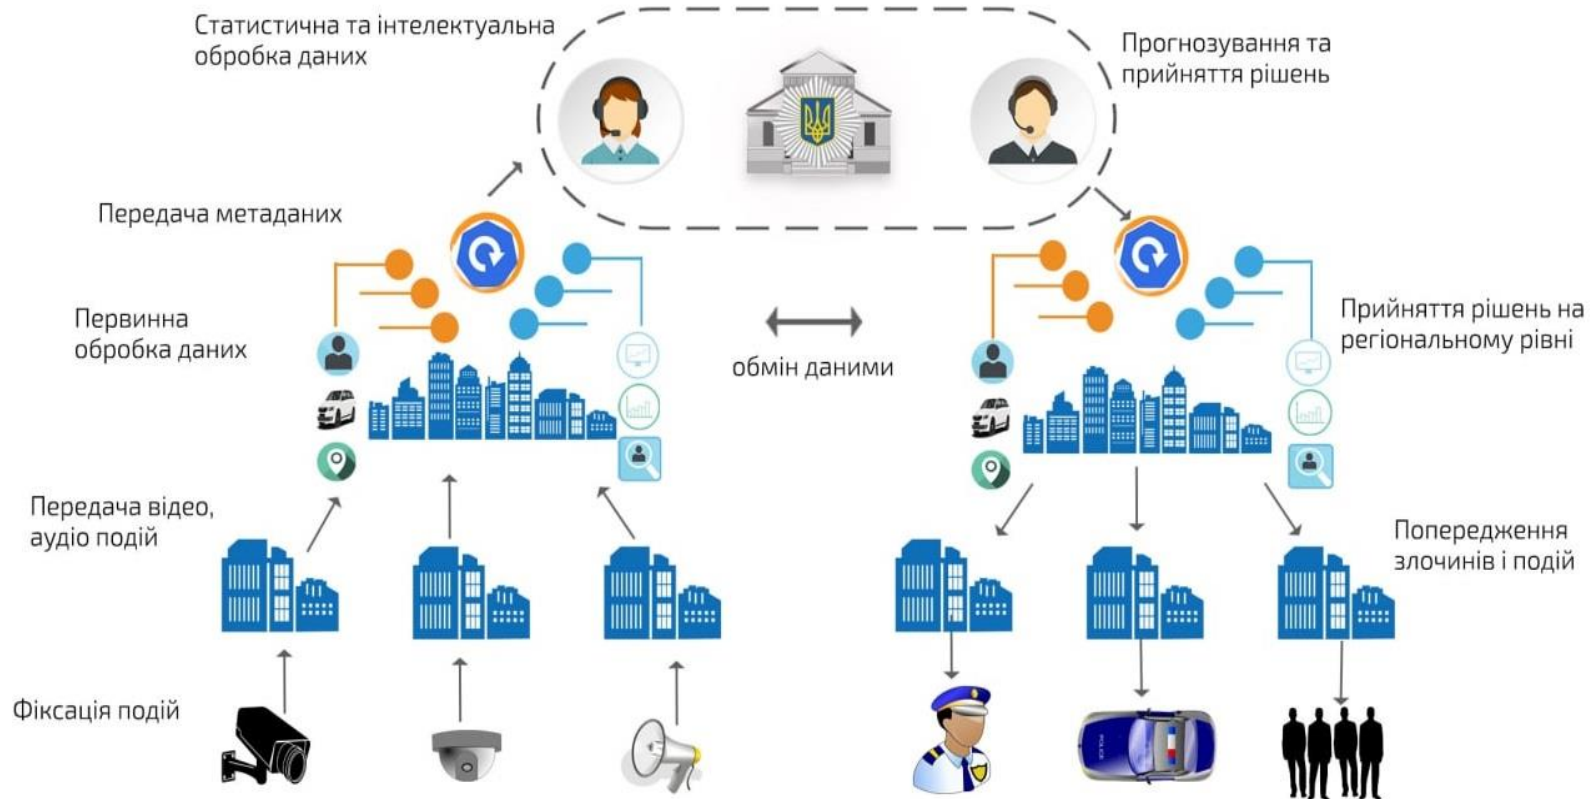 Статистична та інтелектуальна
обробка даних
Прогнозування та
прийняття рішень
Передача метаданих
Первинна
обробка даних
обмін даними
Прийняття рішень на
регіональному рівні
Передача відео,
аудіо подій
Попередження
злочинів і подій
Фіксація подій
POLICE